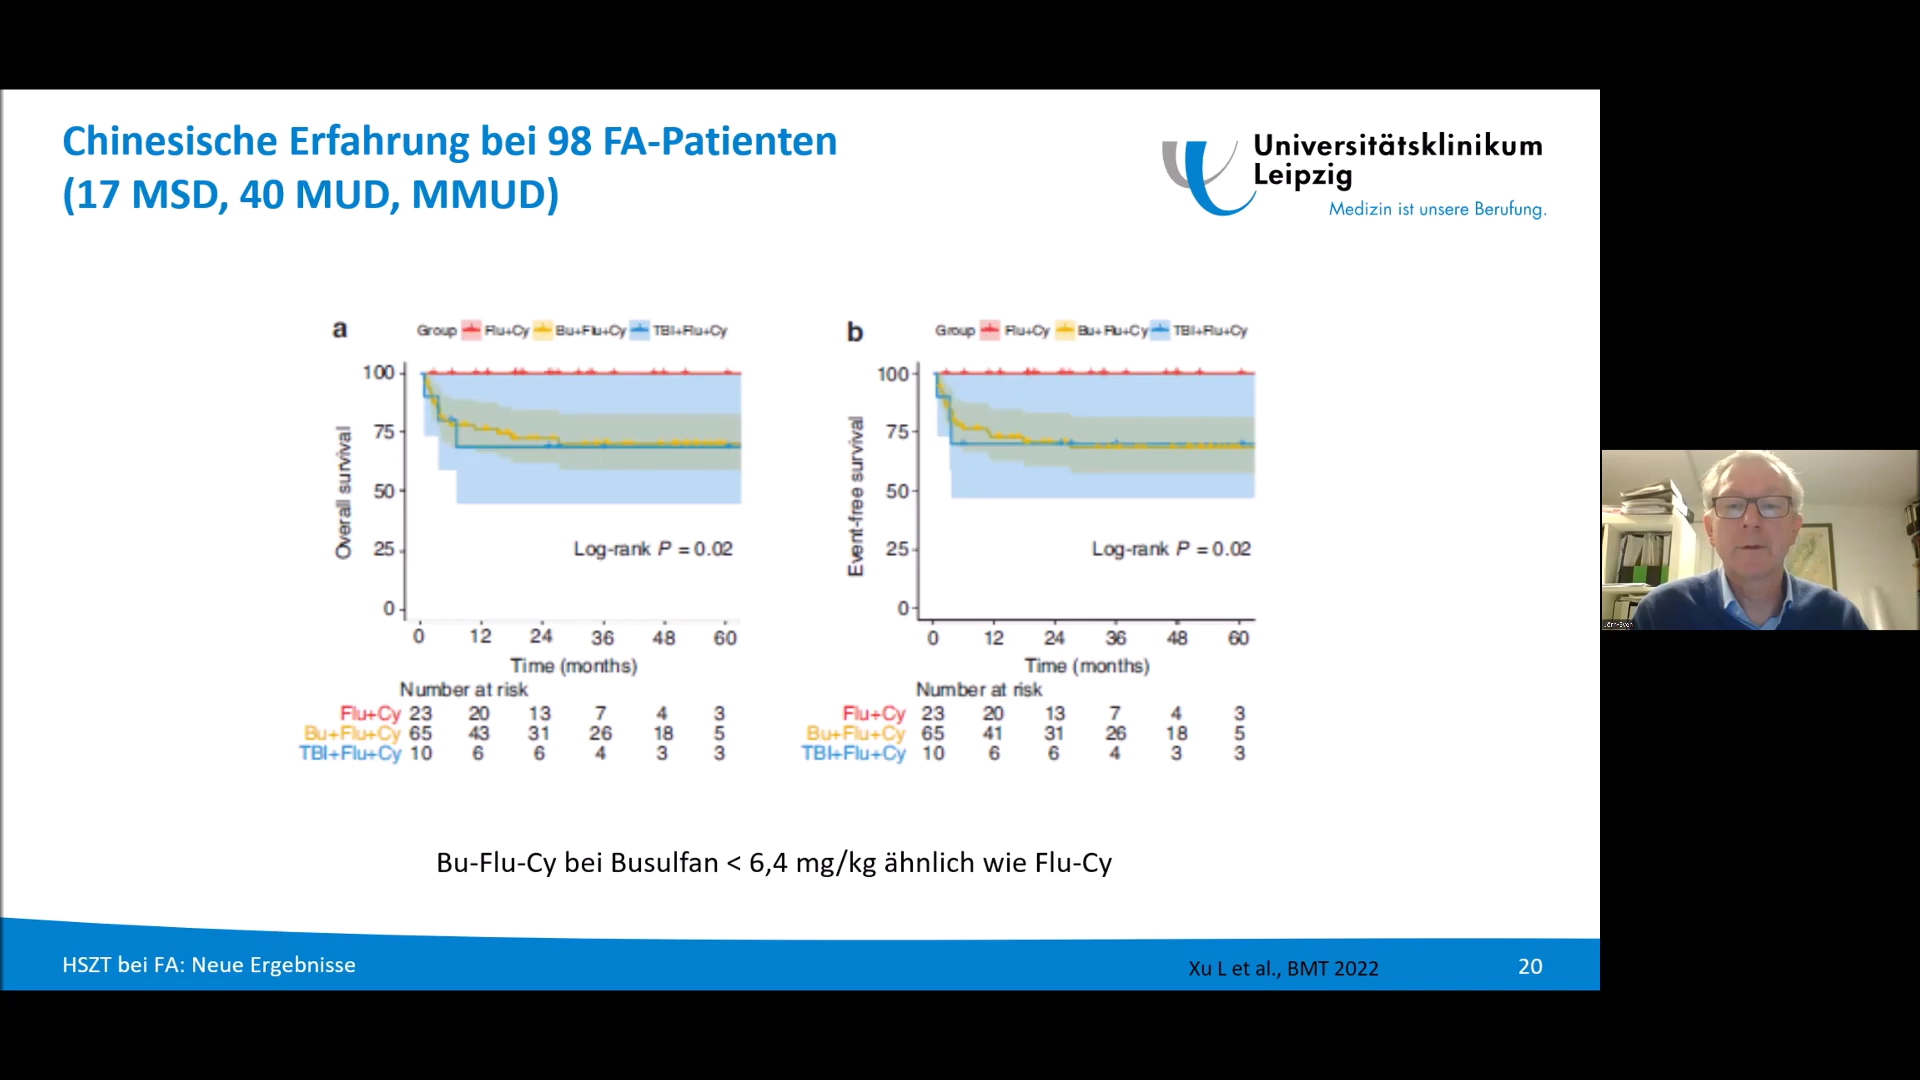 Chinesische Erfahrung bei 98 FA-Patienten
(17 MSD, 40 MUD, MMUD)
Universitätsklinikum
Leipzig
Medizin ist unsere Berufung.
a
Group Flu+Cy Bu+Flu+Cy TBI+Flu+Cy
Overall survival
100
75
50
25
0
Log-rank P = 0.02
0 12 24 36 48 60
Time (months)
Number at risk
Flu+Cy 23 20 13 7 4 3
Bu+Flu+Cy 65 43 31 26 18 5
TBI+Flu+Cy 10 6 6 4 3 3
b
Group Flu+Cy Bu+Flu+Cy TBI+Flu+Cy
Event-free survival
100
75
50
25
0
Log-rank P = 0.02
0 12 24 36 48 60
Time (months)
Number at risk
Flu+Cy 23 20 13 7 4 3
Bu+Flu+Cy 65 41 31 26 18 5
TBI+Flu+Cy 10 6 6 4 3 3
Bu-Flu-Cy bei Busulfan < 6,4 mg/kg ähnlich wie Flu-Cy
HSZT bei FA: Neue Ergebnisse
Xu L et al., BMT 2022
20